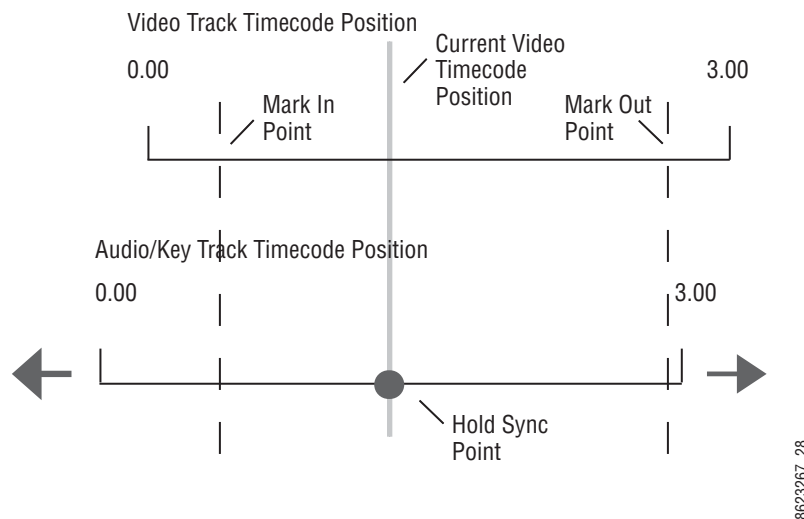 Video Track Timecode Position
0.00
Current Video
Timecode
Position
3.00
Mark In
Point
Mark Out
Point
Audio/Key Track Timecode Position
0.00
3.00
Hold Sync
Point
8623267_28